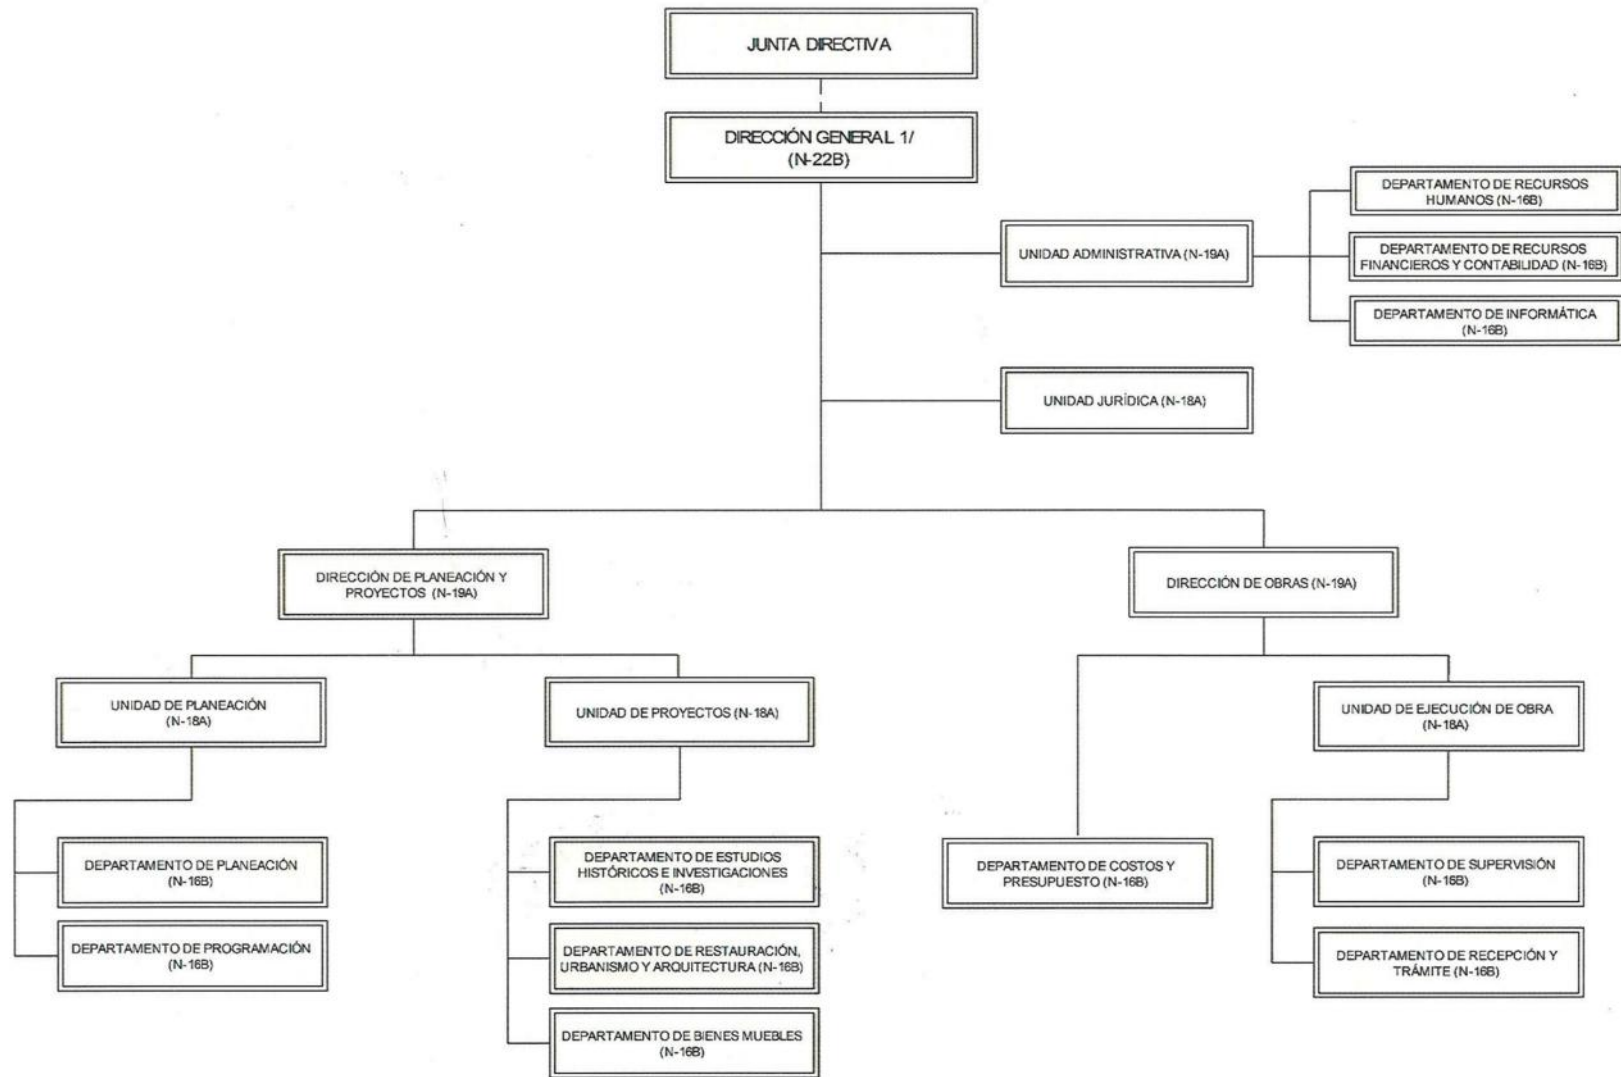 JUNTA DIRECTIVA
DIRECCIÓN GENERAL 1/
(N-22B)
UNIDAD ADMINISTRATIVA (N-19A)
DEPARTAMENTO DE RECURSOS
HUMANOS (N-16B)
DEPARTAMENTO DE RECURSOS
FINANCIEROS Y CONTABILIDAD (N-16B)
DEPARTAMENTO DE INFORMÁTICA
(N-16B)
UNIDAD JURÍDICA (N-18A)
DIRECCIÓN DE PLANEACIÓN Y
PROYECTOS (N-19A)
DIRECCIÓN DE OBRAS (N-19A)
UNIDAD DE PLANEACIÓN
(N-18A)
UNIDAD DE PROYECTOS (N-18A)
UNIDAD DE EJECUCIÓN DE OBRA
(N-18A)
DEPARTAMENTO DE PLANEACIÓN
(N-16B)
DEPARTAMENTO DE PROGRAMACIÓN
(N-16B)
DEPARTAMENTO DE ESTUDIOS
HISTÓRICOS E INVESTIGACIONES
(N-16B)
DEPARTAMENTO DE RESTAURACIÓN,
URBANISMO Y ARQUITECTURA (N-16B)
DEPARTAMENTO DE BIENES MUEBLES
(N-16B)
DEPARTAMENTO DE COSTOS Y
PRESUPUESTO (N-16B)
DEPARTAMENTO DE SUPERVISIÓN
(N-16B)
DEPARTAMENTO DE RECEPCIÓN Y
TRÁMITE (N-16B)